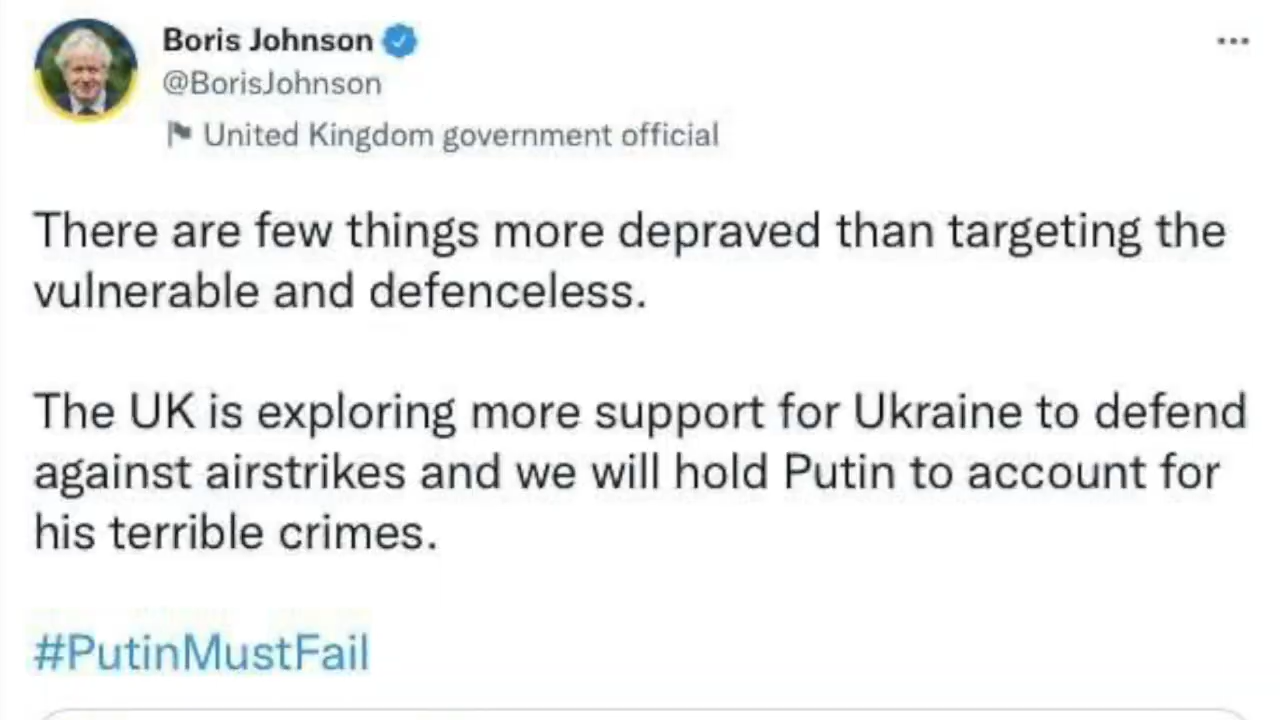 Boris Johnson
@BorisJohnson
United Kingdom government official
There are few things more depraved than targeting the
vulnerable and defenceless.
The UK is exploring more support for Ukraine to defend
against airstrikes and we will hold Putin to account for
his terrible crimes.
#PutinMustFail